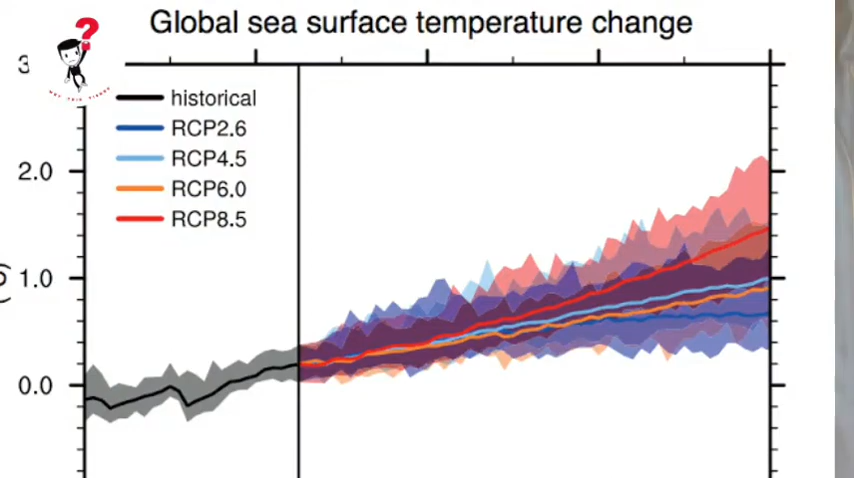 Global sea surface temperature change
3
historical
RCP2.6
2.0
RCP4.5
RCP6.0
RCP8.5
1.0
0.0